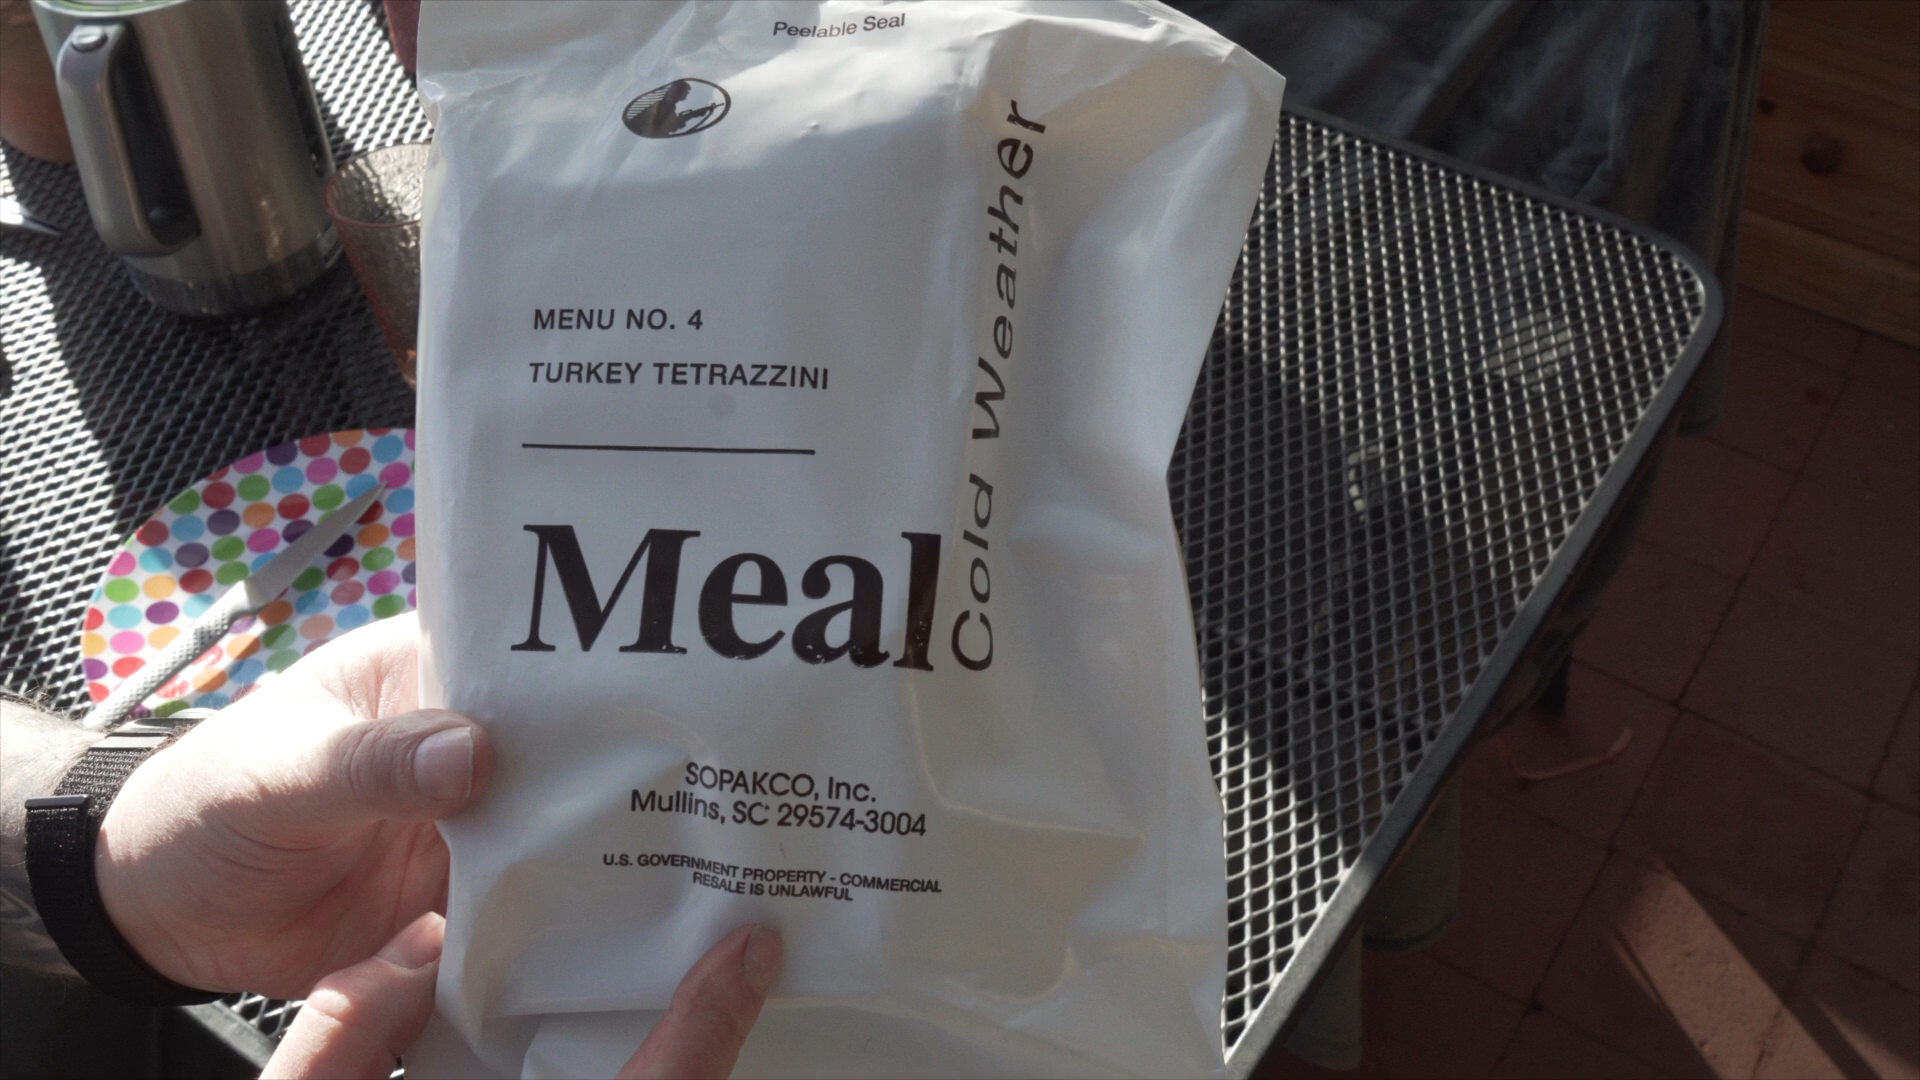 Peelable Seal
MENU NO. 4
TURKEY TETRAZZINI
Meal
Cold Weather
SOPAKCO, Inc.
Mullins, SC 29574-3004
U.S. GOVERNMENT PROPERTY - COMMERCIAL
RESALE IS UNLAWFUL